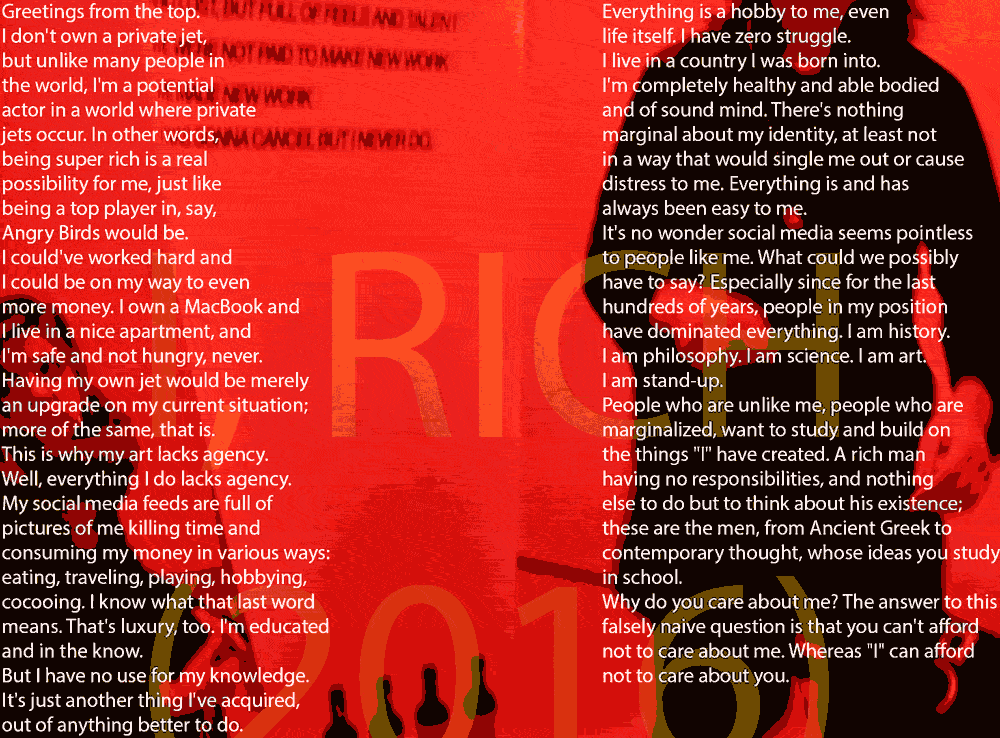 Greetings from the top.
I don't own a private jet,
but unlike many people in
the world, I'm a potential
actor in a world where private
jets occur. In other words,
being super rich is a real
possibility for me, just like
being a top player in, say,
Angry Birds would be.
I could've worked hard and
I could be on my way to even
more money. I own a MacBook and
I live in a nice apartment, and
I'm safe and not hungry, never.
Having my own jet would be merely
an upgrade on my current situation;
more of the same, that is.
This is why my art lacks agency.
Well, everything I do lacks agency.
My social media feeds are full of
pictures of me killing time and
consuming my money in various ways:
eating, traveling, playing, hobbying,
cocooing. I know what that last word
means. That's luxury, too. I'm educated
and in the know.
But I have no use for my knowledge.
It's just another thing I've acquired,
out of anything better to do.
Everything is a hobby to me, even
life itself. I have zero struggle.
I live in a country I was born into.
I'm completely healthy and able bodied
and of sound mind. There's nothing
marginal about my identity, at least not
in a way that would single me out or cause
distress to me. Everything is and has
always been easy to me.
It's no wonder social media seems pointless
to people like me. What could we possibly
have to say? Especially since for the last
hundreds of years, people in my position
have dominated everything. I am history.
I am philosophy. I am science. I am art.
I am stand-up.
People who are unlike me, people who are
marginalized, want to study and build on
the things "I" have created. A rich man
having no responsibilities, and nothing
else to do but to think about his existence;
these are the men, from Ancient Greek to
contemporary thought, whose ideas you study
in school.
Why do you care about me? The answer to this
falsely naive question is that you can't afford
not to care about me. Whereas "I" can afford
not to care about you.
BUT FULL OF FEELS AND TALENT
NOT PAID TO MAKE NEW WORK
MADE NEW WORK
CANCEL BUT I NEVER DO.
I, RICH
(2016)